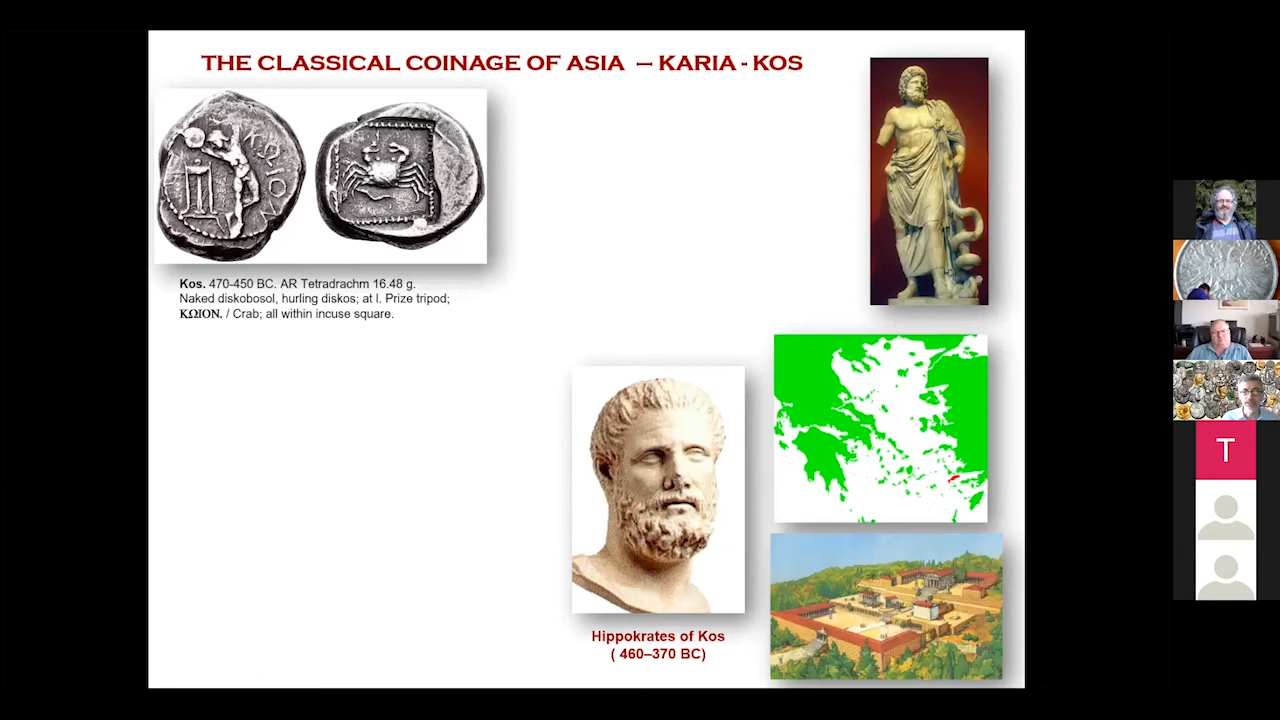 THE CLASSICAL COINAGE OF ASIA – KARIA - KOS
ΚΩΙΟΝ
Kos. 470-450 BC. AR Tetradrachm 16.48 g.
Naked diskobosol, hurling diskos; at l. Prize tripod;
ΚΩΙΟΝ. / Crab; all within incuse square.
Hippokrates of Kos
( 460–370 BC)
T